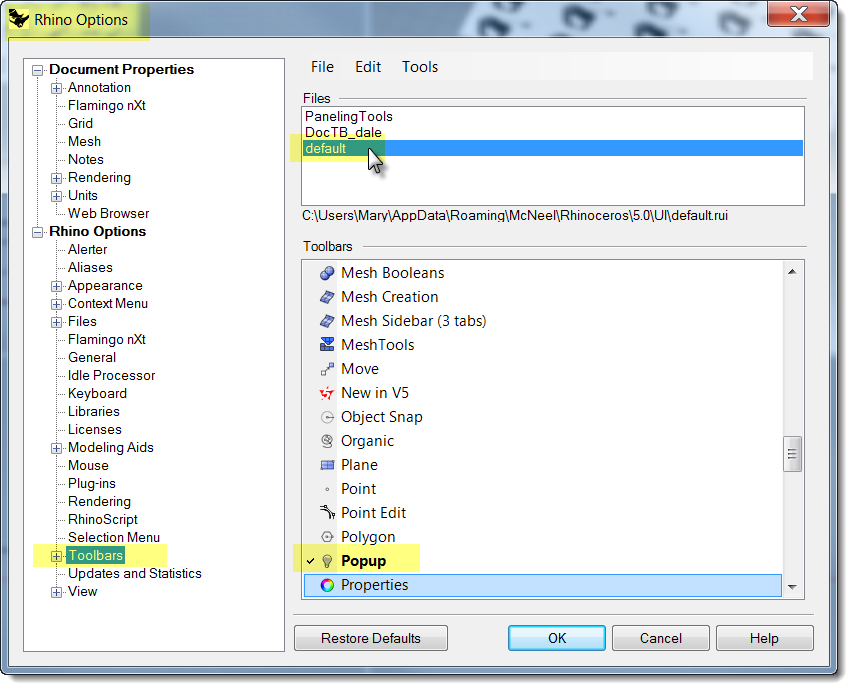 Rhino Options
Document Properties
Annotation
Flamingo nXt
Grid
Mesh
Notes
Rendering
Units
Web Browser
Rhino Options
Alerter
Aliases
Appearance
Context Menu
Files
Flamingo nXt
General
Idle Processor
Keyboard
Libraries
Licenses
Modeling Aids
Mouse
Plug-ins
Rendering
RhinoScript
Selection Menu
Toolbars
Updates and Statistics
View
File Edit Tools
Files
PanelingTools
DocTB_dale
default
C:\Users\Mary\AppData\Roaming\McNeel\Rhinoceros\5.0\UI\default.rui
Toolbars
Mesh Booleans
Mesh Creation
Mesh Sidebar (3 tabs)
MeshTools
Move
New in V5
Object Snap
Organic
Plane
Point
Point Edit
Polygon
Popup
Properties
Restore Defaults OK Cancel Help